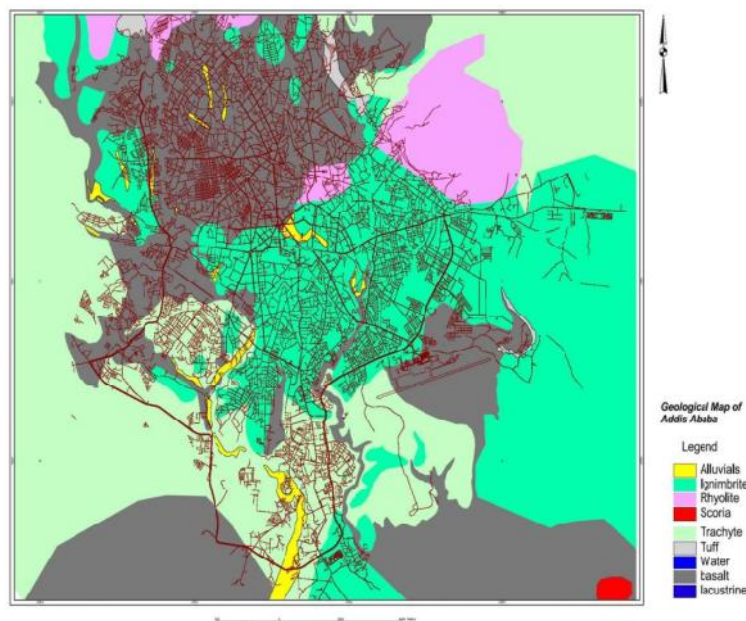 Geological Map of
Addis Ababa
Legend
Alluvials
Ignimbrite
Rhyolite
Scoria
Trachyte
Tuff
Water
basalt
lacustrine